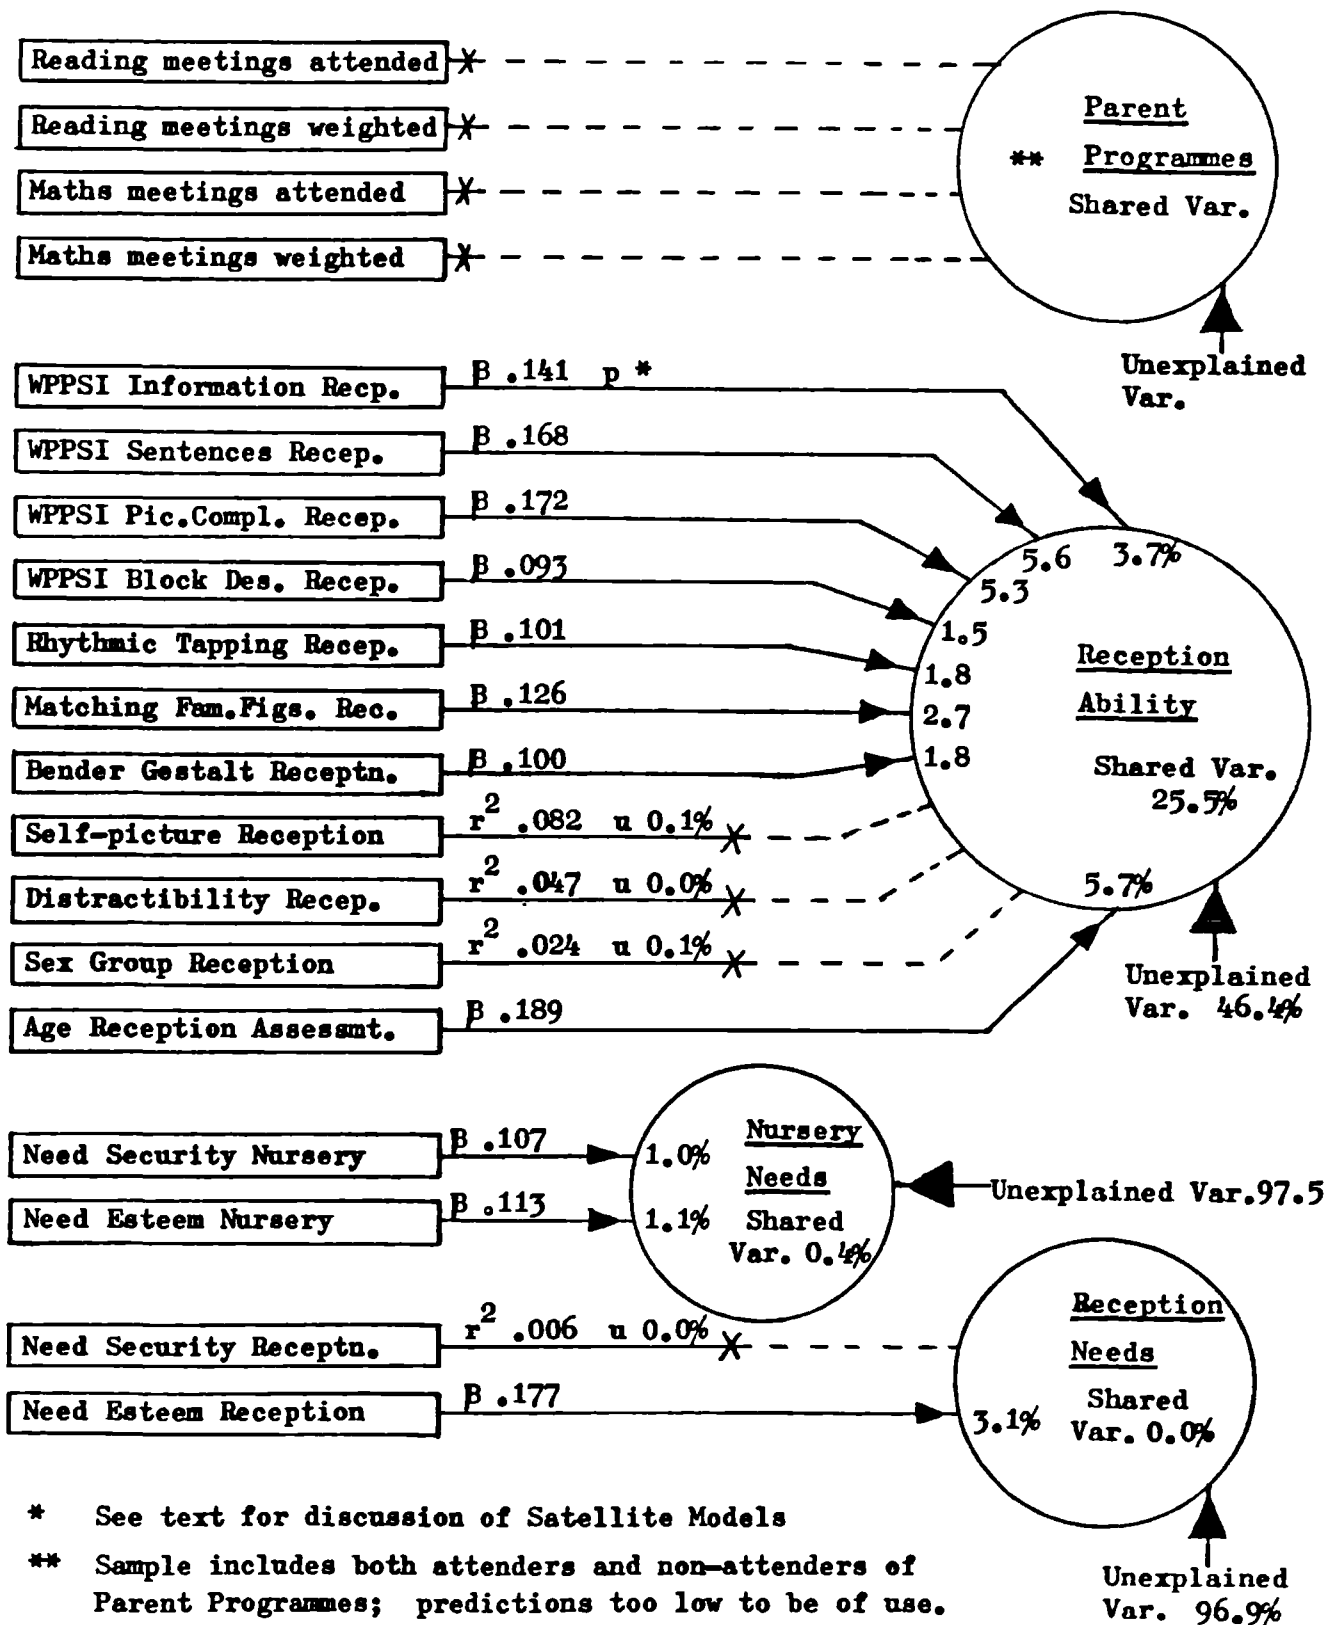 Reading meetings attended
Reading meetings weighted
Maths meetings attended
Maths meetings weighted
Parent
** Programmes
Shared Var.
Unexplained
Var.
WPPSI Information Recp. β .141 p *
WPPSI Sentences Recep. β .168
WPPSI Pic.Compl. Recep. β .172
WPPSI Block Des. Recep. β .093
Rhythmic Tapping Recep. β .101
Matching Fam.Figs. Rec. β .126
Bender Gestalt Receptn. β .100
Self-picture Reception r² .082 u 0.1%
Distractibility Recep. r² .047 u 0.0%
Sex Group Reception r² .024 u 0.1%
Age Reception Assessmt. β .189
3.7%
5.6
5.3
1.5
1.8
2.7
1.8
5.7%
Reception
Ability
Shared Var.
25.5%
Unexplained
Var. 46.4%
Need Security Nursery β .107 1.0%
Need Esteem Nursery β .113 1.1%
Nursery
Needs
Shared
Var. 0.4%
Unexplained Var.97.5
Need Security Receptn. r² .006 u 0.0%
Need Esteem Reception β .177 3.1%
Reception
Needs
Shared
Var. 0.0%
Unexplained
Var. 96.9%
* See text for discussion of Satellite Models
** Sample includes both attenders and non-attenders of
Parent Programmes; predictions too low to be of use.